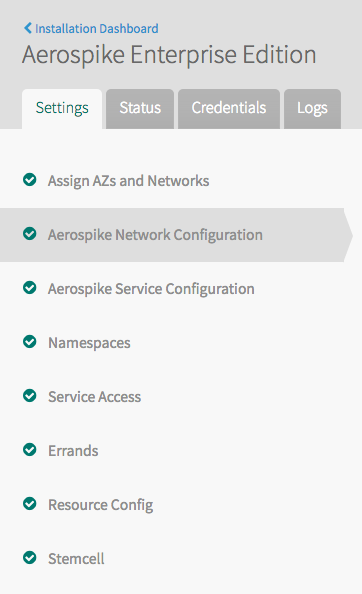 Installation Dashboard
Aerospike Enterprise Edition
Settings Status Credentials Logs
Assign AZs and Networks
Aerospike Network Configuration
Aerospike Service Configuration
Namespaces
Service Access
Errands
Resource Config
Stemcell